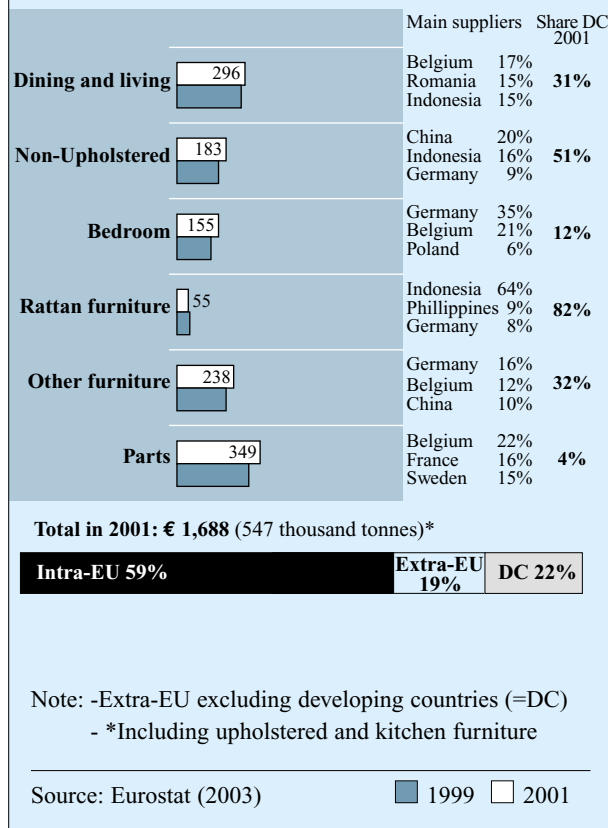 Main suppliers Share DC
2001
Dining and living 296
Belgium 17%
Romania 15% 31%
Indonesia 15%
Non-Upholstered 183
China 20%
Indonesia 16% 51%
Germany 9%
Bedroom 155
Germany 35%
Belgium 21% 12%
Poland 6%
Rattan furniture 55
Indonesia 64%
Phillippines 9% 82%
Germany 8%
Other furniture 238
Germany 16%
Belgium 12% 32%
China 10%
Parts 349
Belgium 22%
France 16% 4%
Sweden 15%
Total in 2001: € 1,688 (547 thousand tonnes)*
Intra-EU 59% Extra-EU 19% DC 22%
Note: -Extra-EU excluding developing countries (=DC)
- *Including upholstered and kitchen furniture
Source: Eurostat (2003) 1999 2001